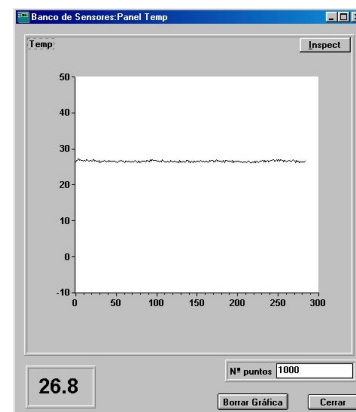 Banco de Sensores:Panel Temp
Temp
Inspect
50
40
30
20
10
0
-10
0 50 100 150 200 250 300
Nª puntos 1000
26.8
Borrar Gráfica Cerrar